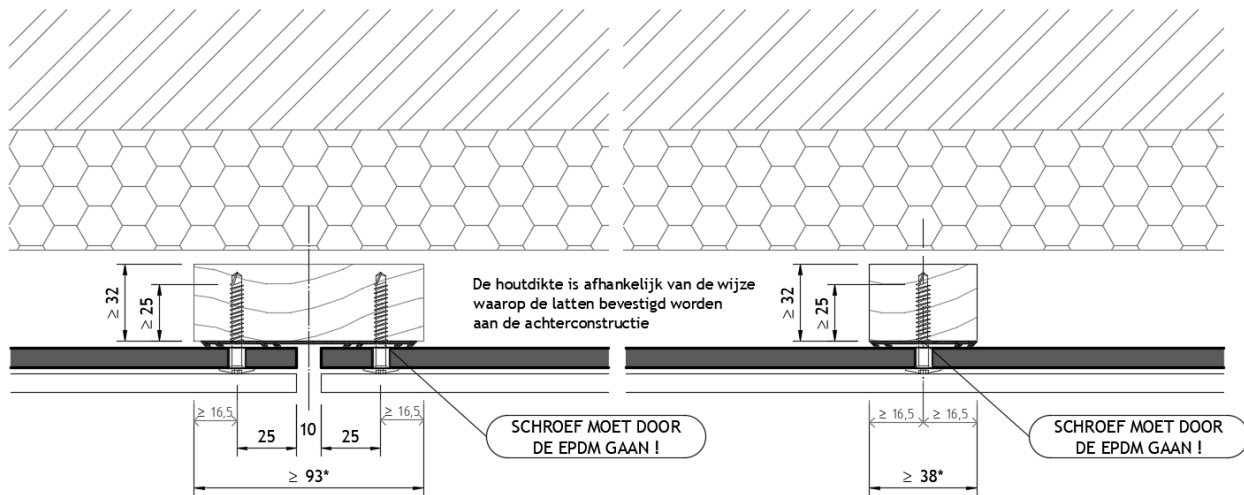 ≥ 32
≥ 25
De houtdikte is afhankelijk van de wijze
waarop de latten bevestigd worden
aan de achterconstructie
≥ 32
≥ 25
≥ 16,5
25
10
25
≥ 16,5
≥ 93*
SCHROEF MOET DOOR
DE EPDM GAAN !
≥ 16,5
≥ 16,5
≥ 38*
SCHROEF MOET DOOR
DE EPDM GAAN !